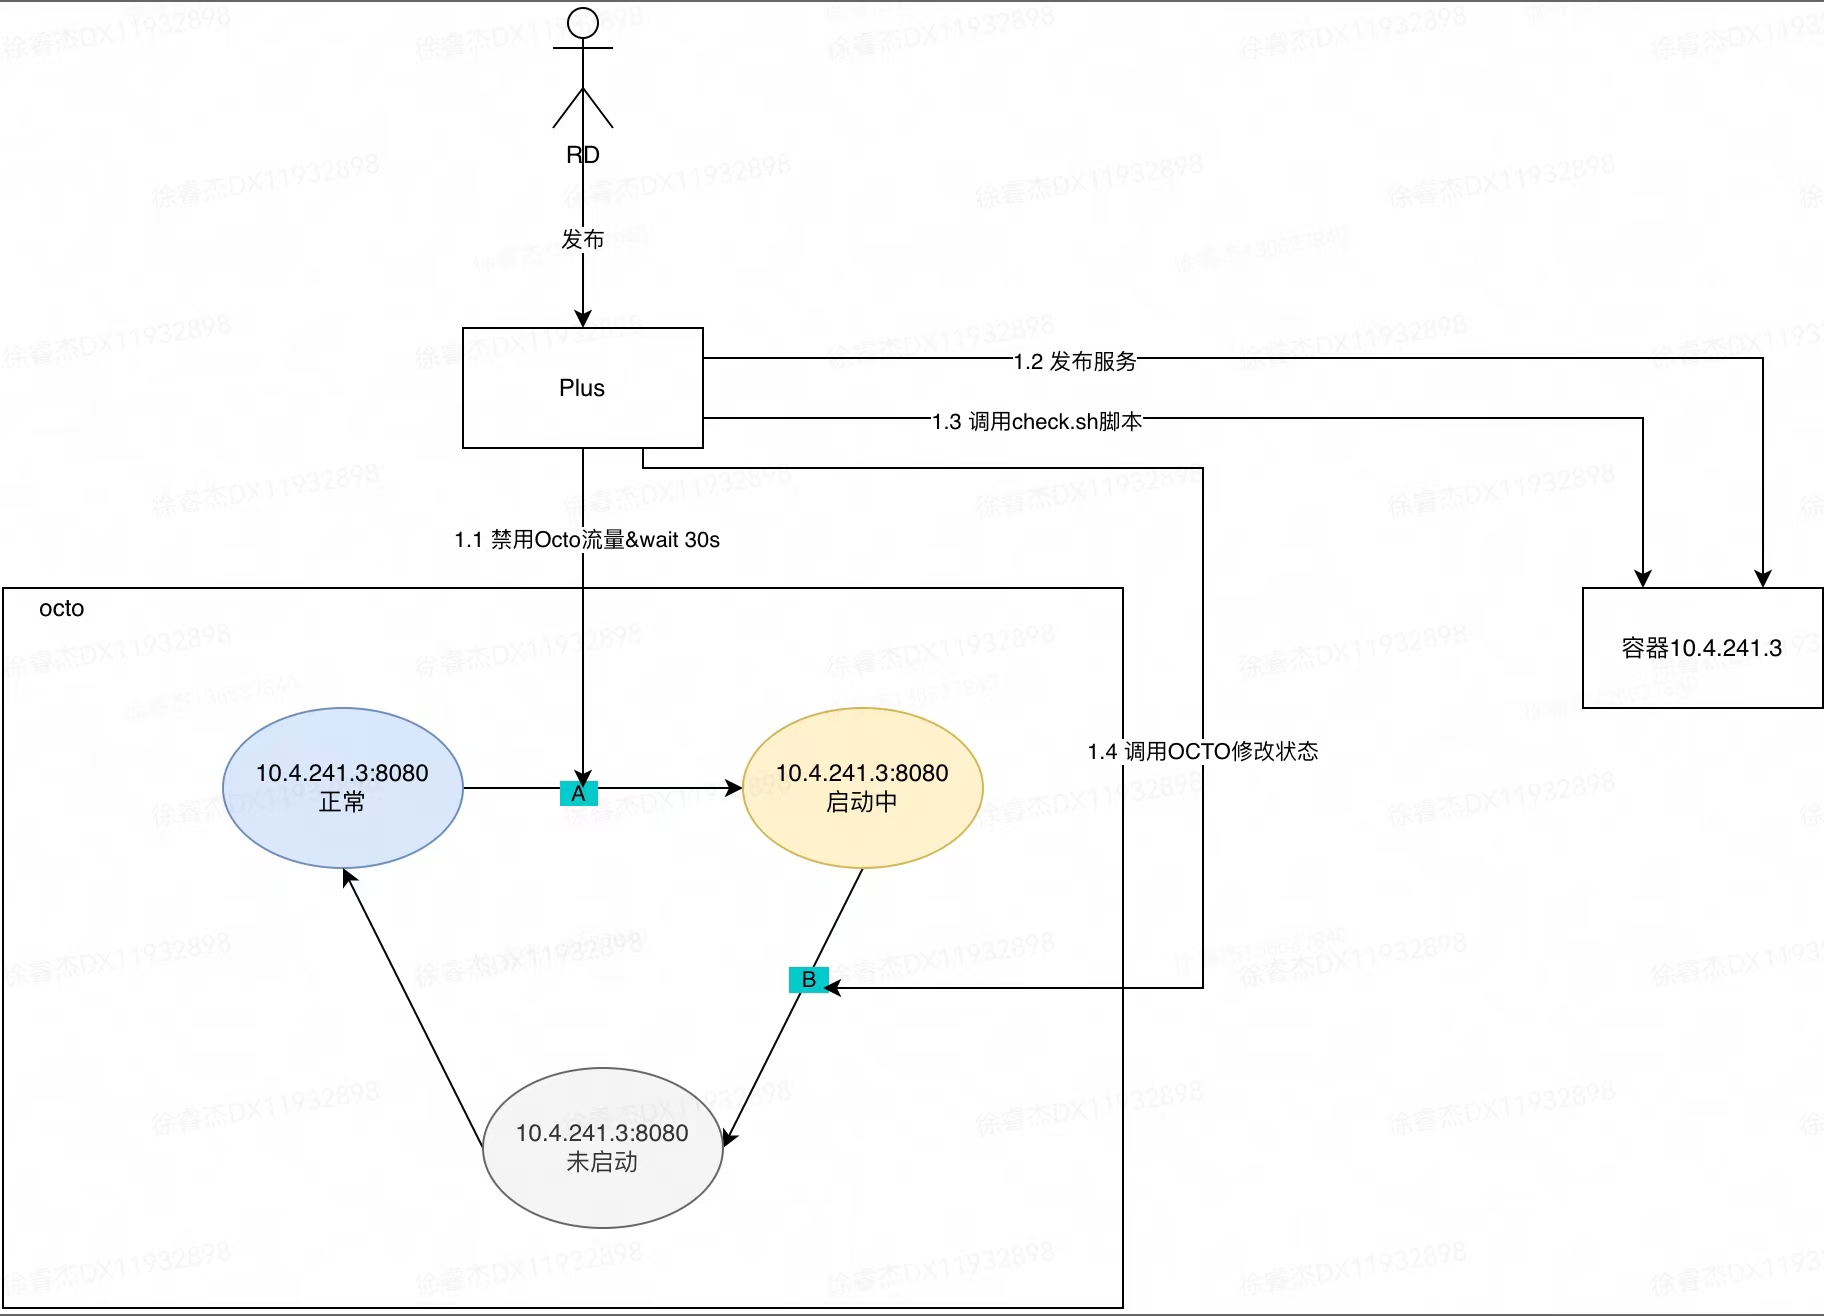 RD
发布
Plus
1.2 发布服务
1.3 调用check.sh脚本
1.1 禁用Octo流量&wait 30s
octo
容器10.4.241.3
1.4 调用OCTO修改状态
10.4.241.3:8080
正常
A
10.4.241.3:8080
启动中
B
10.4.241.3:8080
未启动
徐睿杰DX11932898